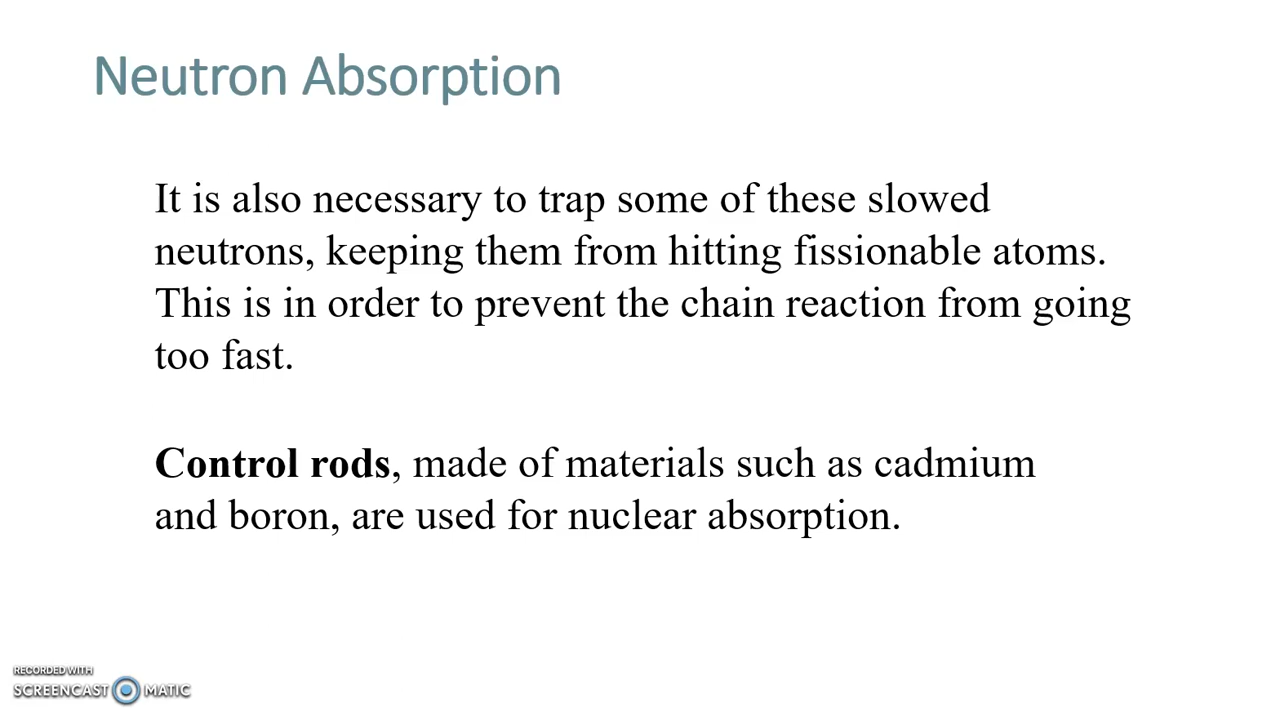 Neutron Absorption
It is also necessary to trap some of these slowed
neutrons, keeping them from hitting fissionable atoms.
This is in order to prevent the chain reaction from going
too fast.
Control rods, made of materials such as cadmium
and boron, are used for nuclear absorption.
RECORDED WITH
SCREENCAST MATIC